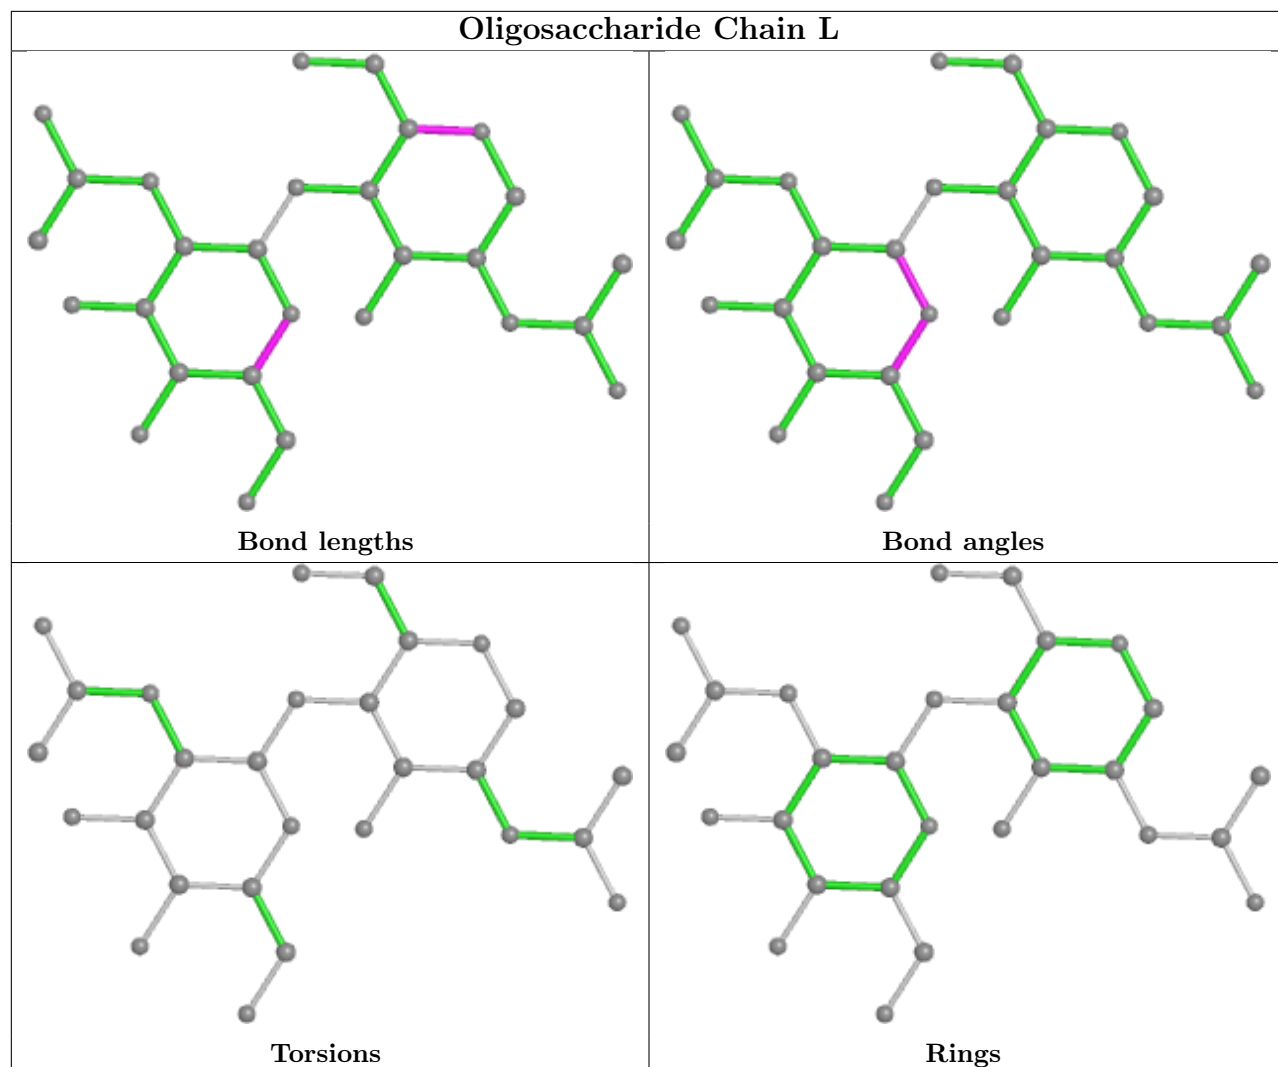 Oligosaccharide Chain L
Bond lengths
Bond angles
Torsions
Rings